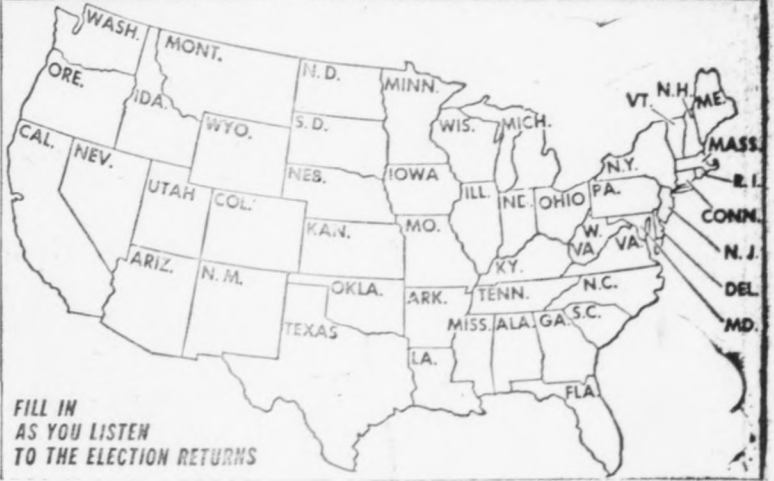 WASH.
MONT.
N.D.
MINN.
ORE.
IDA.
WYO.
S.D.
WIS.
MICH.
VT.
N.H.
ME.
MASS.
CAL.
NEV.
UTAH
COL.
NEB.
IOWA
ILL.
IND.
OHIO
PA.
N.Y.
R.I.
CONN.
N.J.
DEL.
MD.
KAN.
MO.
KY.
W.
VA.
VA.
ARIZ.
N.M.
OKLA.
ARK.
TENN.
N.C.
S.C.
TEXAS
LA.
MISS.
ALA.
GA.
FLA.
FILL IN
AS YOU LISTEN
TO THE ELECTION RETURNS